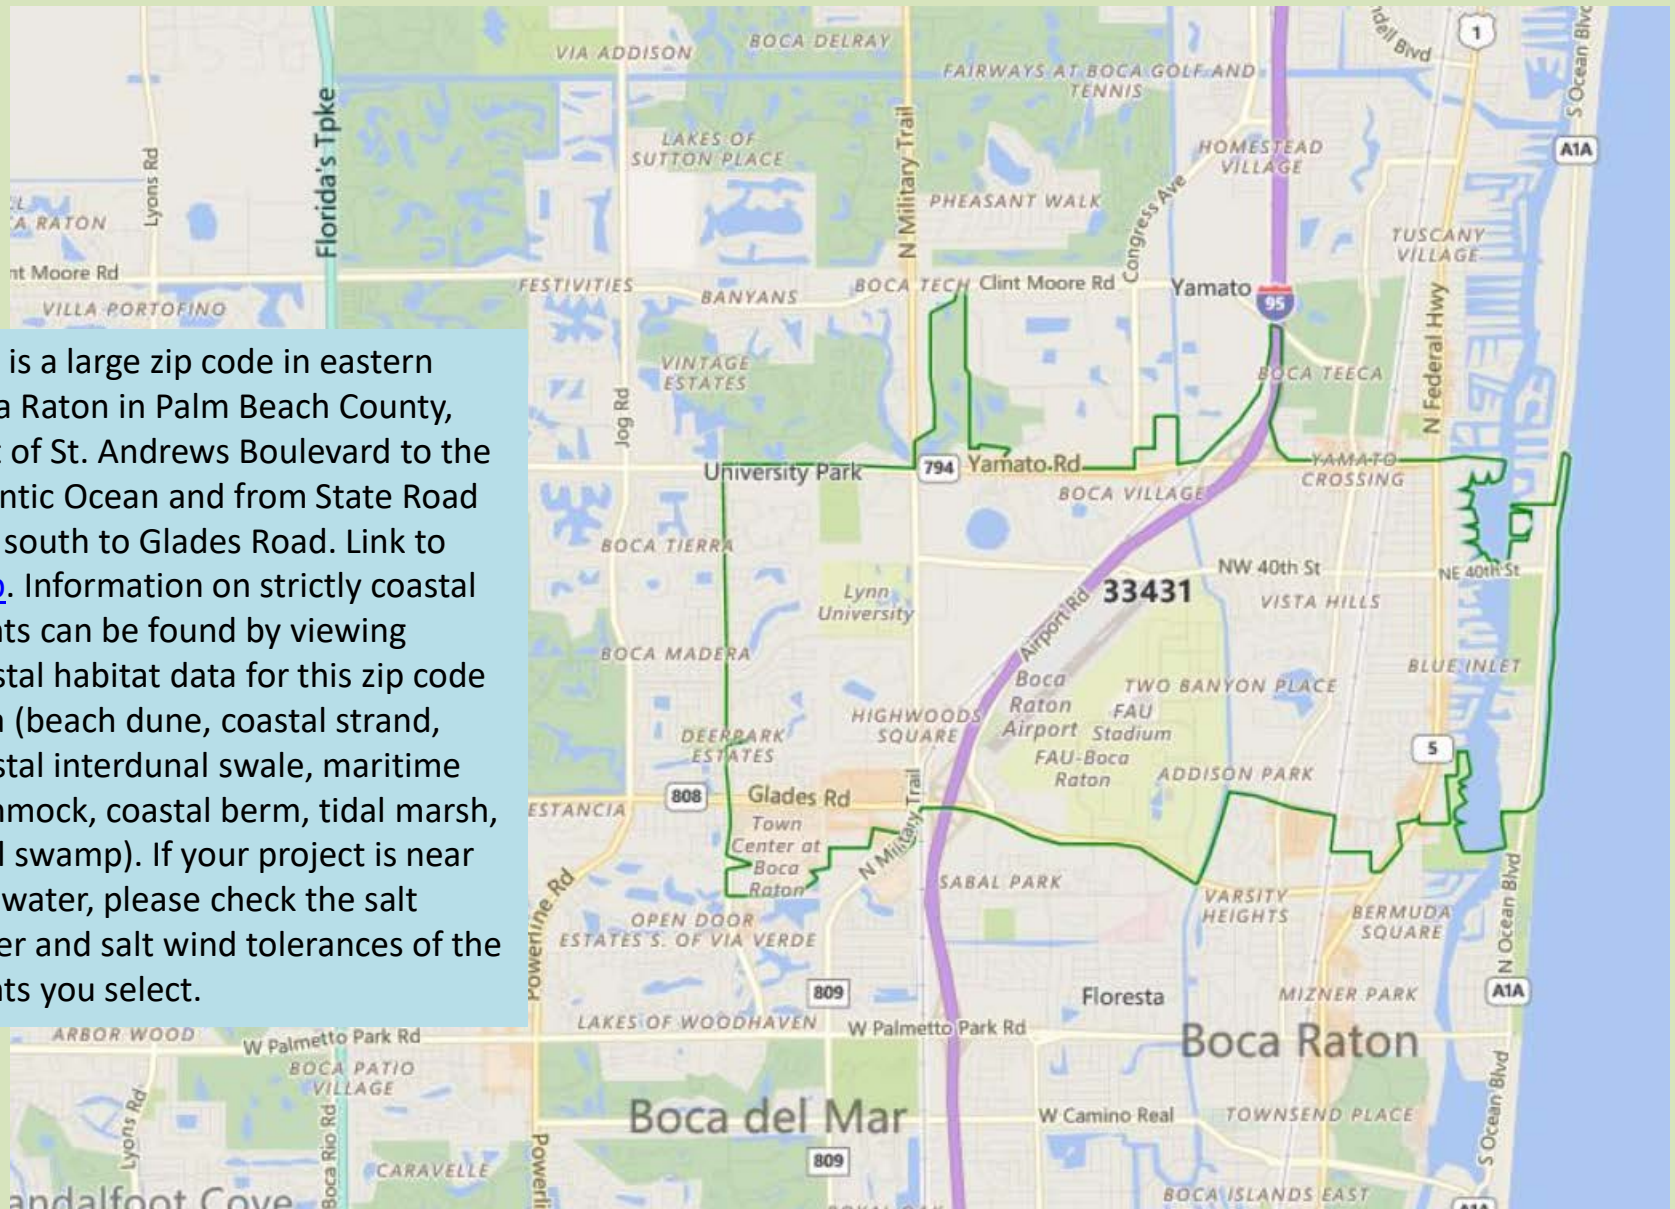 is a large zip code in eastern
a Raton in Palm Beach County,
t of St. Andrews Boulevard to the
ntic Ocean and from State Road
south to Glades Road. Link to
. Information on strictly coastal
nts can be found by viewing
stal habitat data for this zip code
(beach dune, coastal strand,
stal interdunal swale, maritime
nmock, coastal berm, tidal marsh,
l swamp). If your project is near
water, please check the salt
er and salt wind tolerances of the
nts you select.
VIA ADDISON
BOCA DELRAY
ndell Blvd
1
S Ocean Blvd
FAIRWAYS AT BOCA GOLF AND
TENNIS
Florida's Tpke
Lyons Rd
LAKES OF
SUTTON PLACE
N Military Trail
HOMESTEAD
VILLAGE
A1A
A RATON
PHEASANT WALK
Congress Ave
TUSCANY
VILLAGE
nt Moore Rd
FESTIVITIES
BANYANS
BOCA TECH
Clint Moore Rd
Yamato
95
VILLA PORTOFINO
N Federal Hwy
VINTAGE
ESTATES
BOCA TEECA
Jog Rd
University Park
794
Yamato Rd
YAMATO
CROSSING
BOCA VILLAGE
BOCA TIERRA
NW 40th St
NE 40th St
Lynn
University
33431
VISTA HILLS
Airport Rd
BOCA MADERA
BLUE INLET
Boca
Raton
Airport
TWO BANYON PLACE
FAU
Stadium
HIGHWOODS
SQUARE
DEERPARK
ESTATES
5
FAU-Boca
Raton
ADDISON PARK
808
Glades Rd
ESTANCIA
Town
Center at
Boca
Raton
N Military Trail
SABAL PARK
VARSITY
HEIGHTS
N Ocean Blvd
Powerline Rd
OPEN DOOR
ESTATES S. OF VIA VERDE
BERMUDA
SQUARE
809
Floresta
MIZNER PARK
A1A
LAKES OF WOODHAVEN
W Palmetto Park Rd
Boca Raton
ARBOR WOOD
W Palmetto Park Rd
BOCA PATIO
VILLAGE
Lyons Rd
Boca Rio Rd
Boca del Mar
W Camino Real
TOWNSEND PLACE
S Ocean Blvd
Powerli
809
CARAVELLE
andalfoot Cove
BOCA ISLANDS EAST
A1A